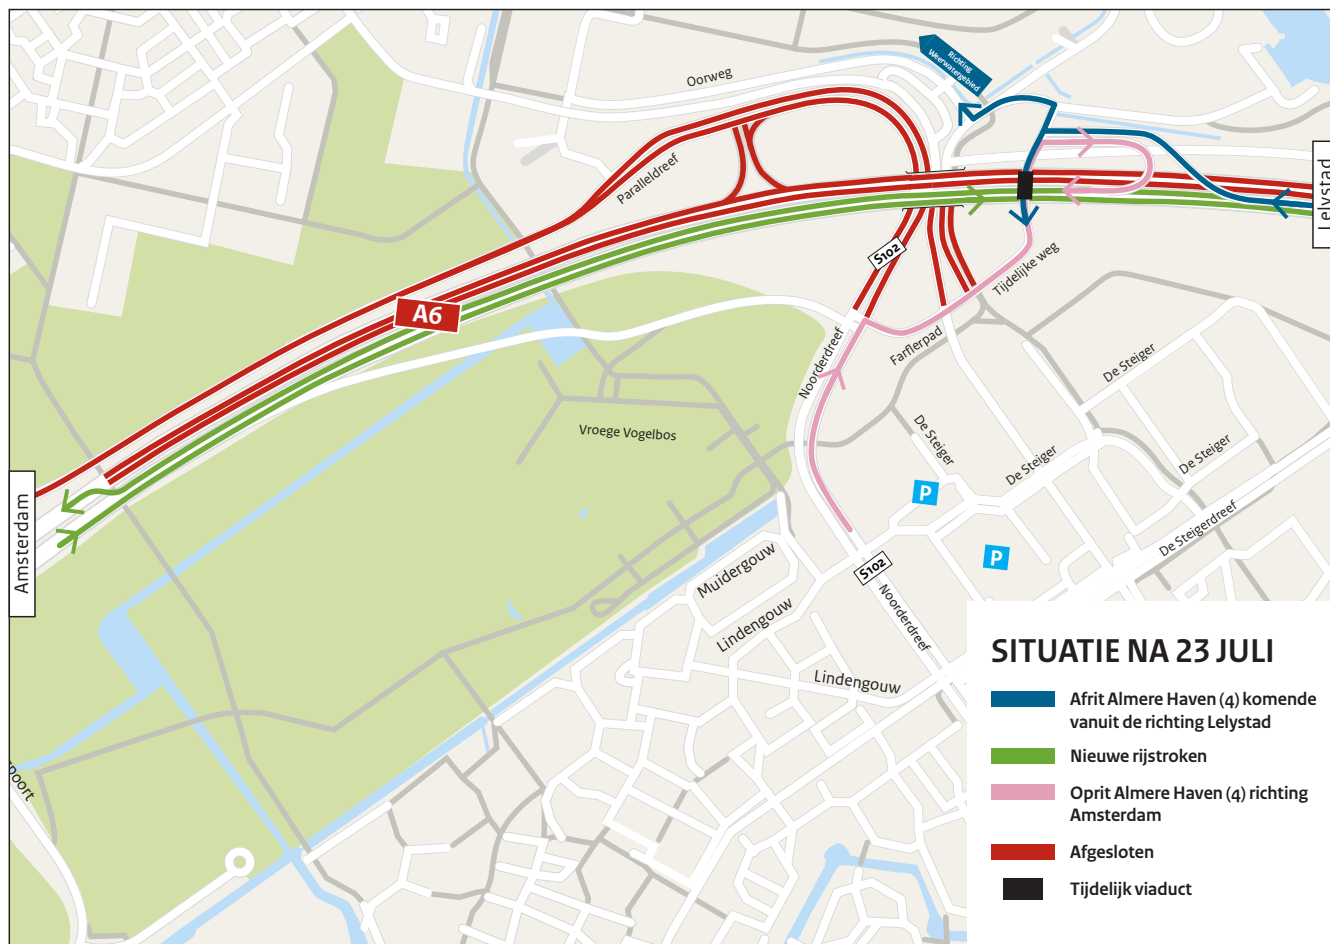 Richting
Weerwatergebied
Oorweg
Paralleldreef
Lelystad
S102
Tijdelijke weg
A6
Noorderdreef
Farflerpad
De Steiger
Vroege Vogelbos
De Steiger
De Steiger
De Steiger
P
Amsterdam
De Steigerdreef
P
Muidergouw
S102
Lindengouw
Noorderdreef
Lindengouw
poort
SITUATIE NA 23 JULI
Afrit Almere Haven (4) komende
vanuit de richting Lelystad
Nieuwe rijstroken
Oprit Almere Haven (4) richting
Amsterdam
Afgesloten
Tijdelijk viaduct